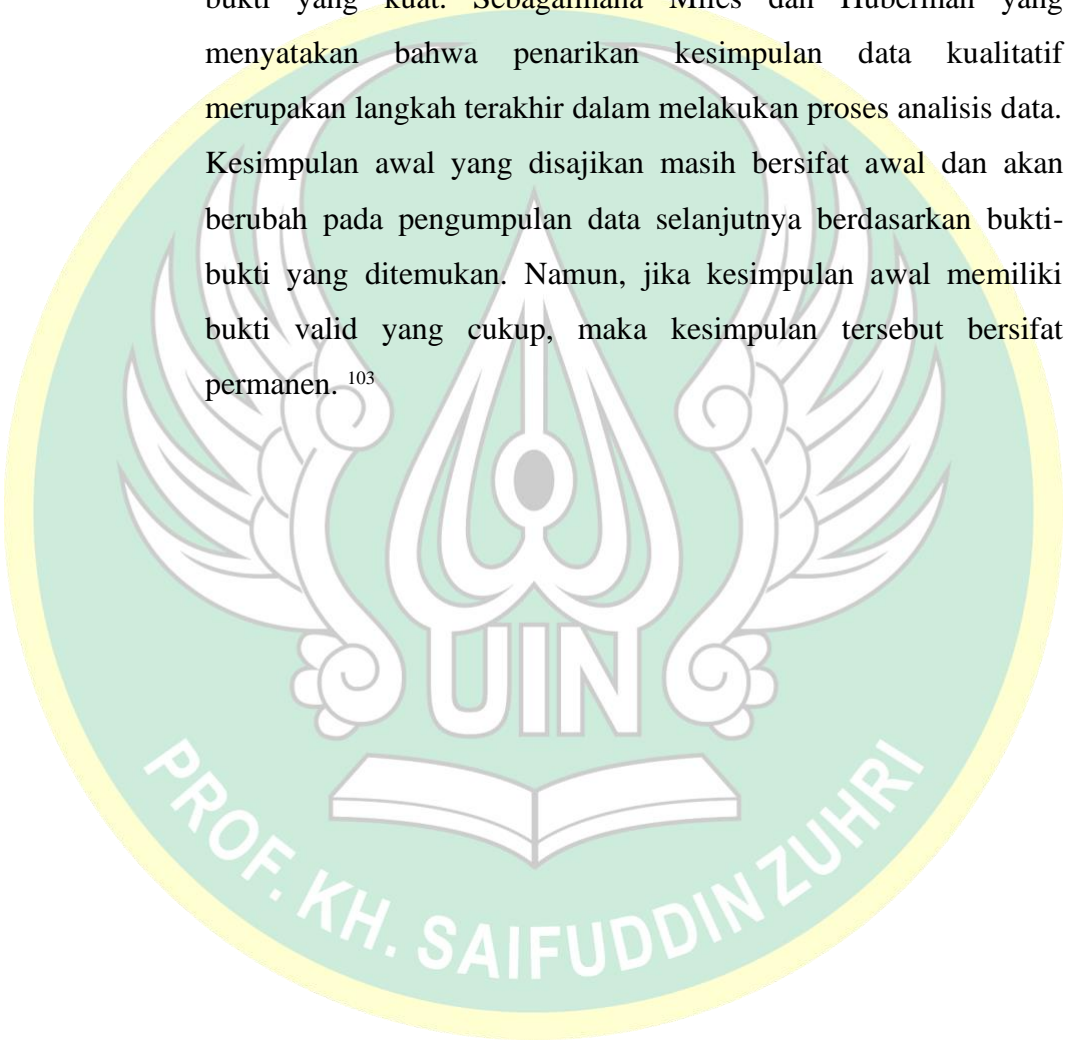 bukti yang kuat. Sebagaimana Miles dan Huberman yang
menyatakan bahwa penarikan kesimpulan data kualitatif
merupakan langkah terakhir dalam melakukan proses analisis data.
Kesimpulan awal yang disajikan masih bersifat awal dan akan
berubah pada pengumpulan data selanjutnya berdasarkan bukti-
bukti yang ditemukan. Namun, jika kesimpulan awal memiliki
bukti valid yang cukup, maka kesimpulan tersebut bersifat
permanen. 103
UIN
PROF. KH. SAIFUDDIN ZUHRI